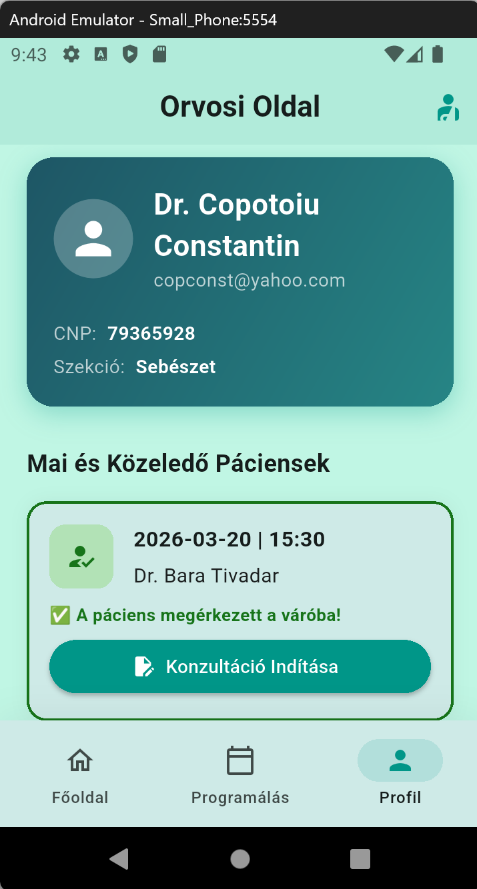 Android Emulator - Small_Phone:5554
9:43
Orvosi Oldal
Dr. Copotoiu
Constantin
copconst@yahoo.com
CNP: 79365928
Szekció: Sebészet
Mai és Közeledő Páciensek
2026-03-20 | 15:30
Dr. Bara Tivadar
✅ A páciens megérkezett a váróba!
Konzultáció Indítása
Főoldal
Programálás
Profil